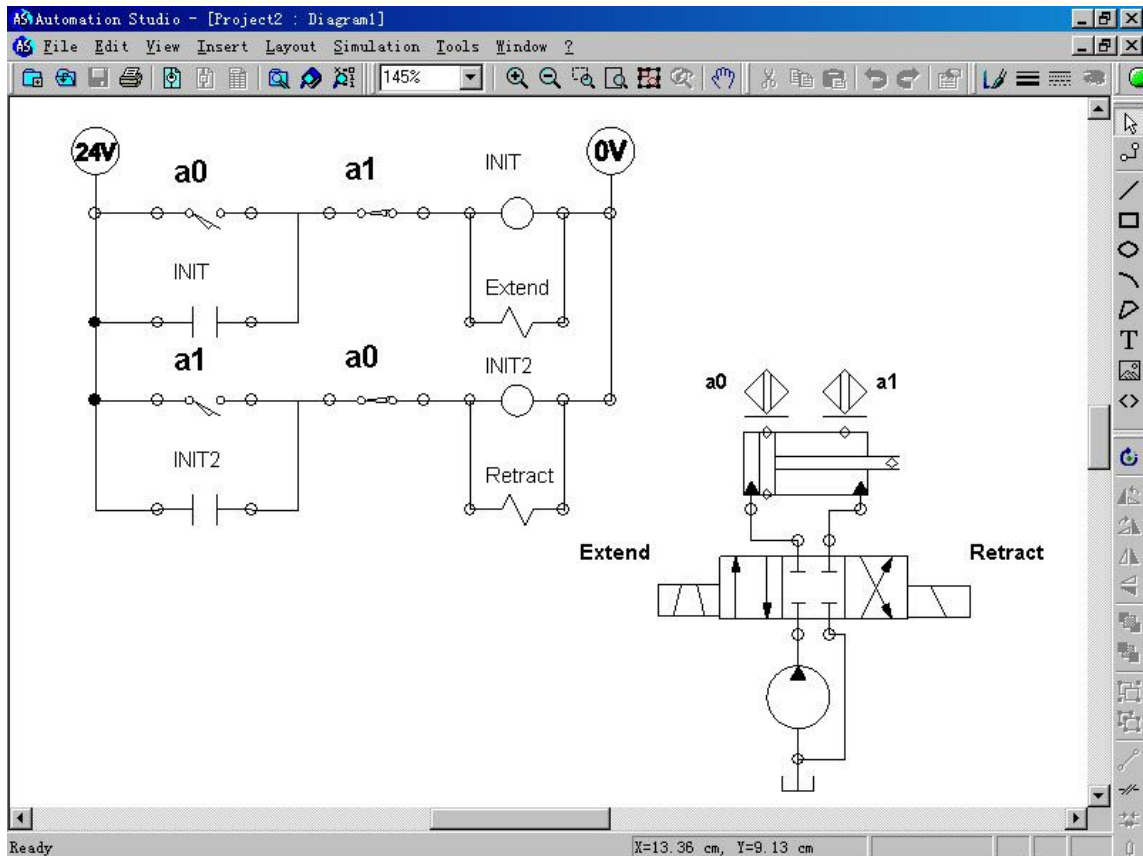 Automation Studio - [Project2 : Diagram1]
File Edit View Insert Layout Simulation Tools Window ?
145%
24V
0V
a0
a1
INIT
INIT
Extend
a1
a0
INIT2
INIT2
Retract
a0
a1
Extend
Retract
Ready
X=13.36 cm, Y=9.13 cm